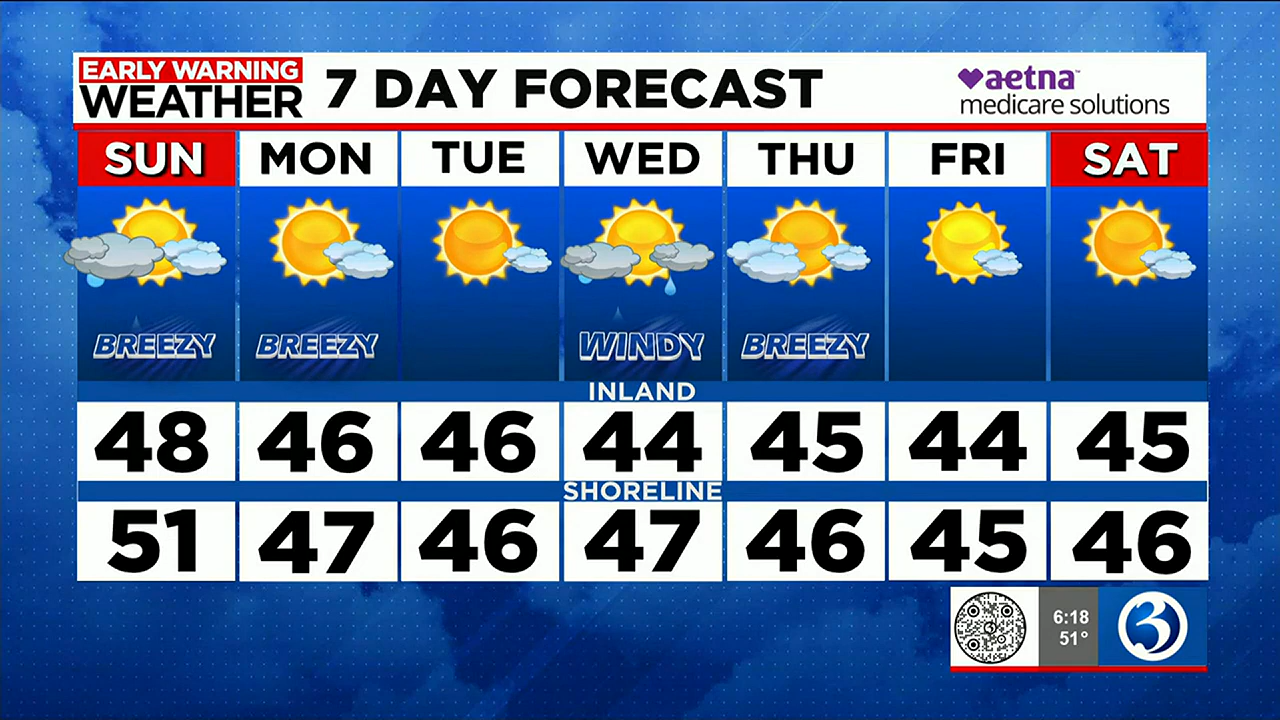 EARLY WARNING
WEATHER
7 DAY FORECAST
aetna™
medicare solutions
SUN MON TUE WED THU FRI SAT
BREEZY BREEZY WINDY BREEZY
INLAND
48 46 46 44 45 44 45
SHORELINE
51 47 46 47 46 45 46
6:18
51°
3